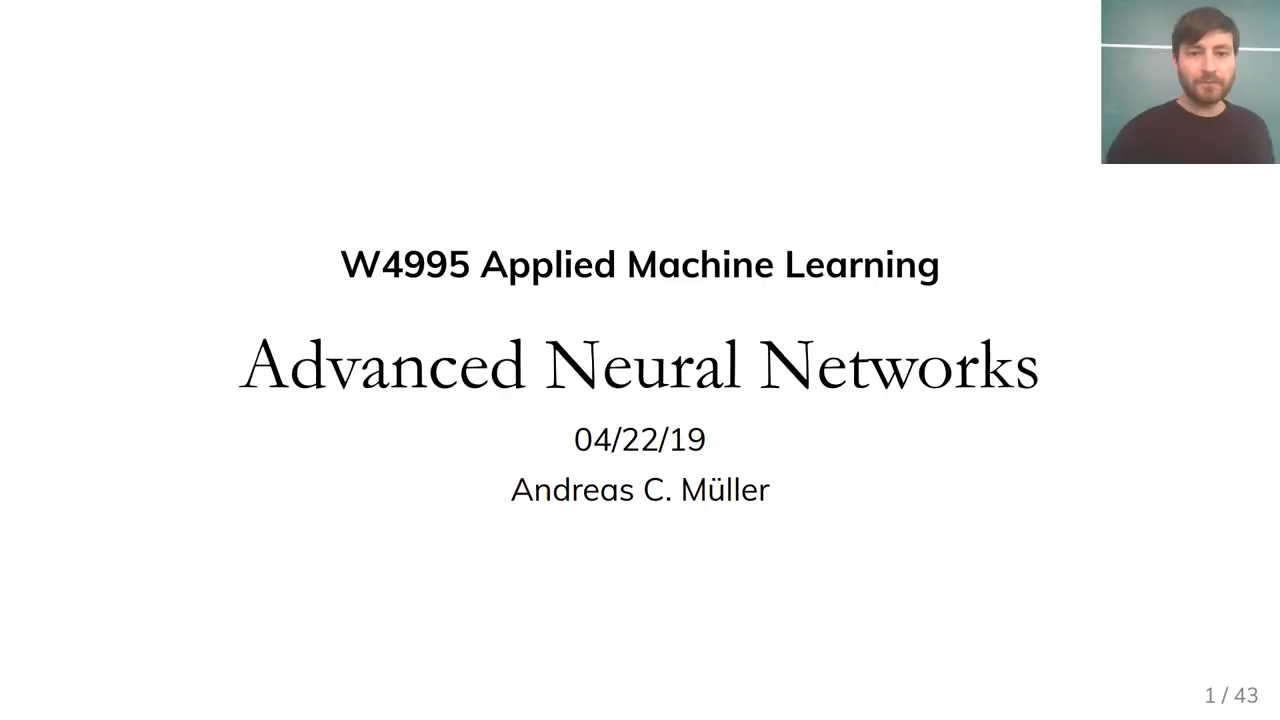 W4995 Applied Machine Learning
Advanced Neural Networks
04/22/19
Andreas C. Müller
1 / 43